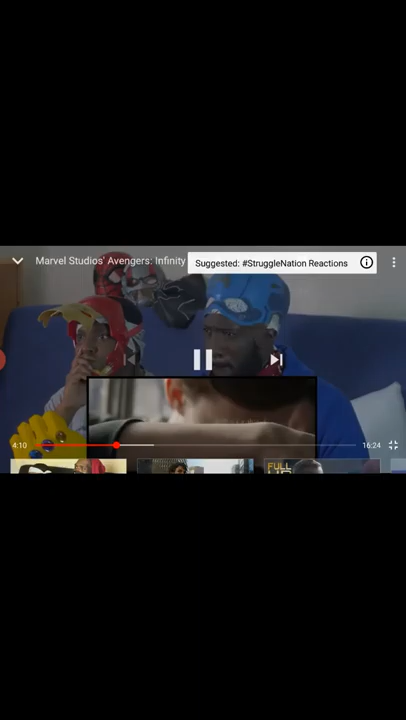 Marvel Studios' Avengers: Infinity
Suggested: #StruggleNation Reactions
4:10
16:24
FULL